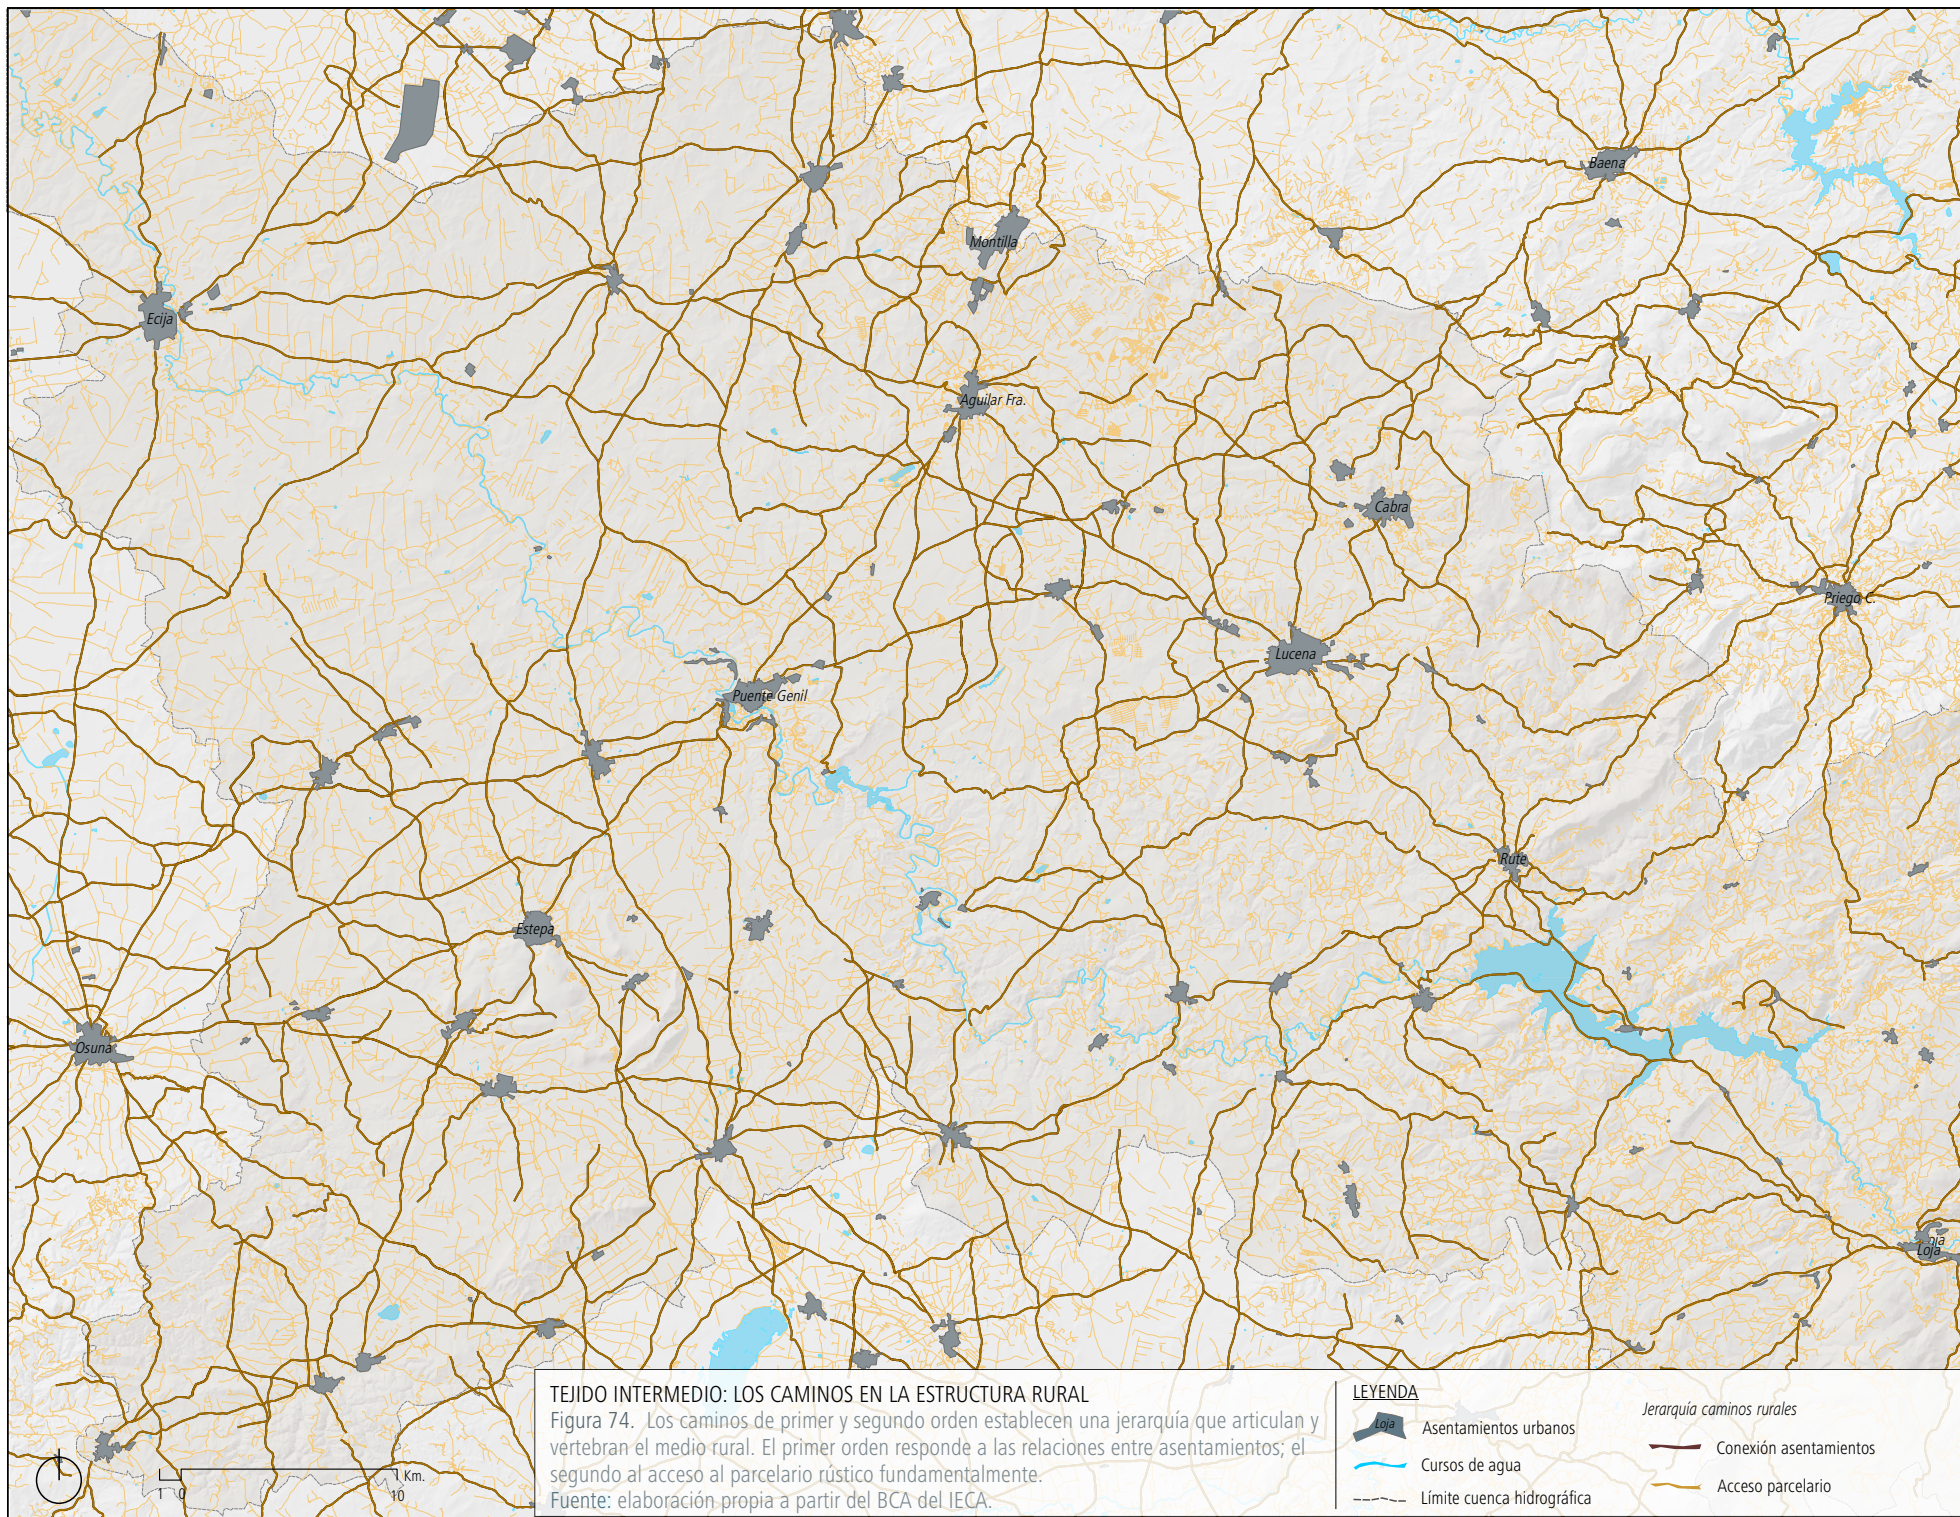 Baena
Montilla
Ecija
Aguilar Fra.
Cabra
Priego C.
Lucena
Puente Genil
Rute
Estepa
Osuna
Loja
TEJIDO INTERMEDIO: LOS CAMINOS EN LA ESTRUCTURA RURAL
Figura 74. Los caminos de primer y segundo orden establecen una jerarquía que articulan y
vertebran el medio rural. El primer orden responde a las relaciones entre asentamientos; el
segundo al acceso al parcelario rústico fundamentalmente.
Fuente: elaboración propia a partir del BCA del IECA.
LEYENDA
Loja
Asentamientos urbanos
Cursos de agua
Límite cuenca hidrográfica
Jerarquía caminos rurales
Conexión asentamientos
Acceso parcelario
Km.
1 0 10